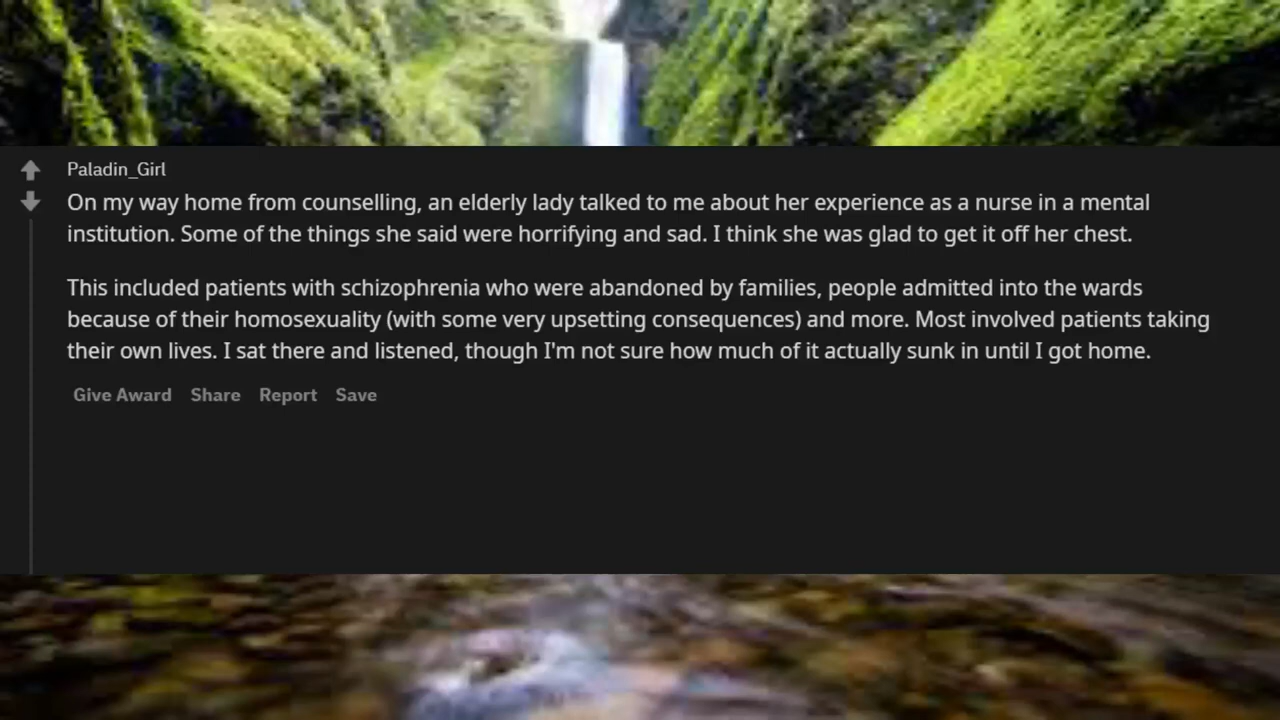 Paladin_Girl
On my way home from counselling, an elderly lady talked to me about her experience as a nurse in a mental
institution. Some of the things she said were horrifying and sad. I think she was glad to get it off her chest.
This included patients with schizophrenia who were abandoned by families, people admitted into the wards
because of their homosexuality (with some very upsetting consequences) and more. Most involved patients taking
their own lives. I sat there and listened, though I'm not sure how much of it actually sunk in until I got home.
Give Award Share Report Save